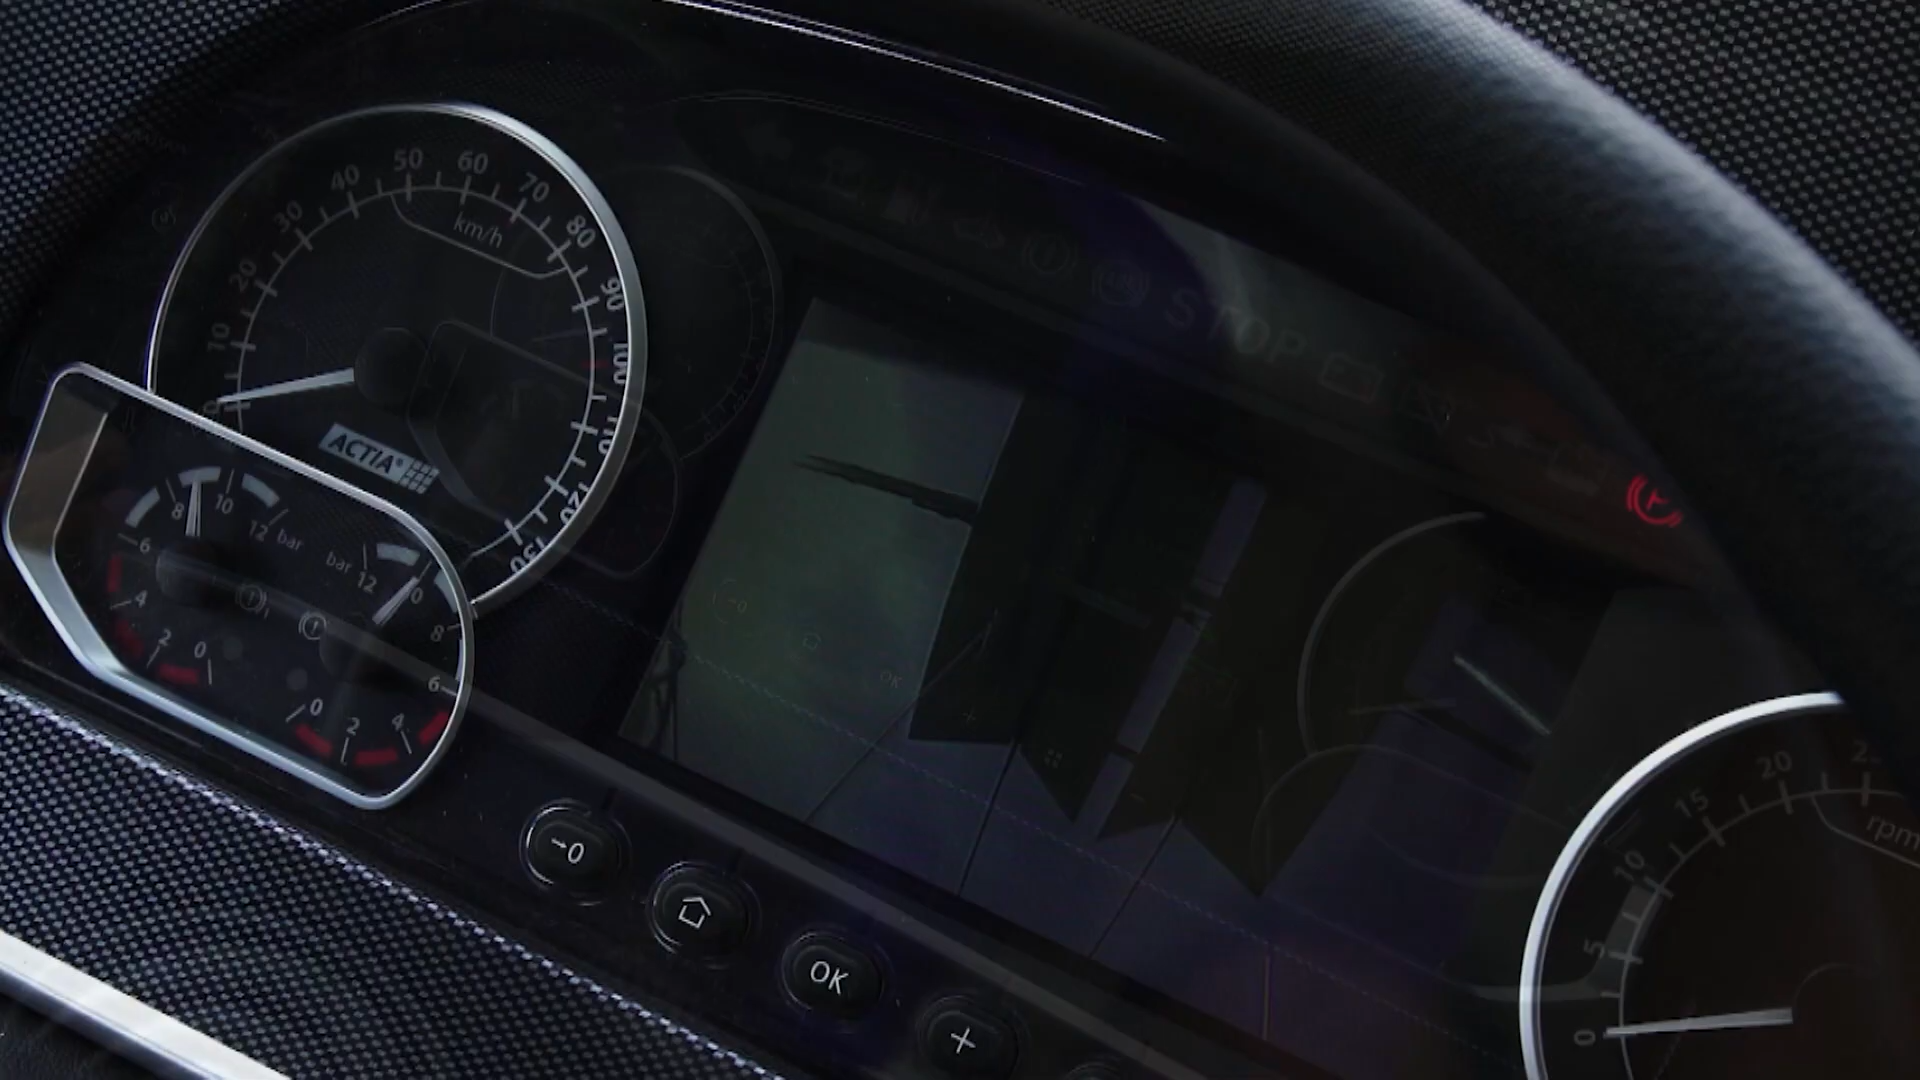 0 10 20 30 40 50 60 70 80 90 100 110 120 130
km/h
ACTIA®
0 2 4 6 8 10 12 bar
bar 12 8 6 4 2 0
STOP
P
→0
OK
+
0 5 10 15 20
rpm